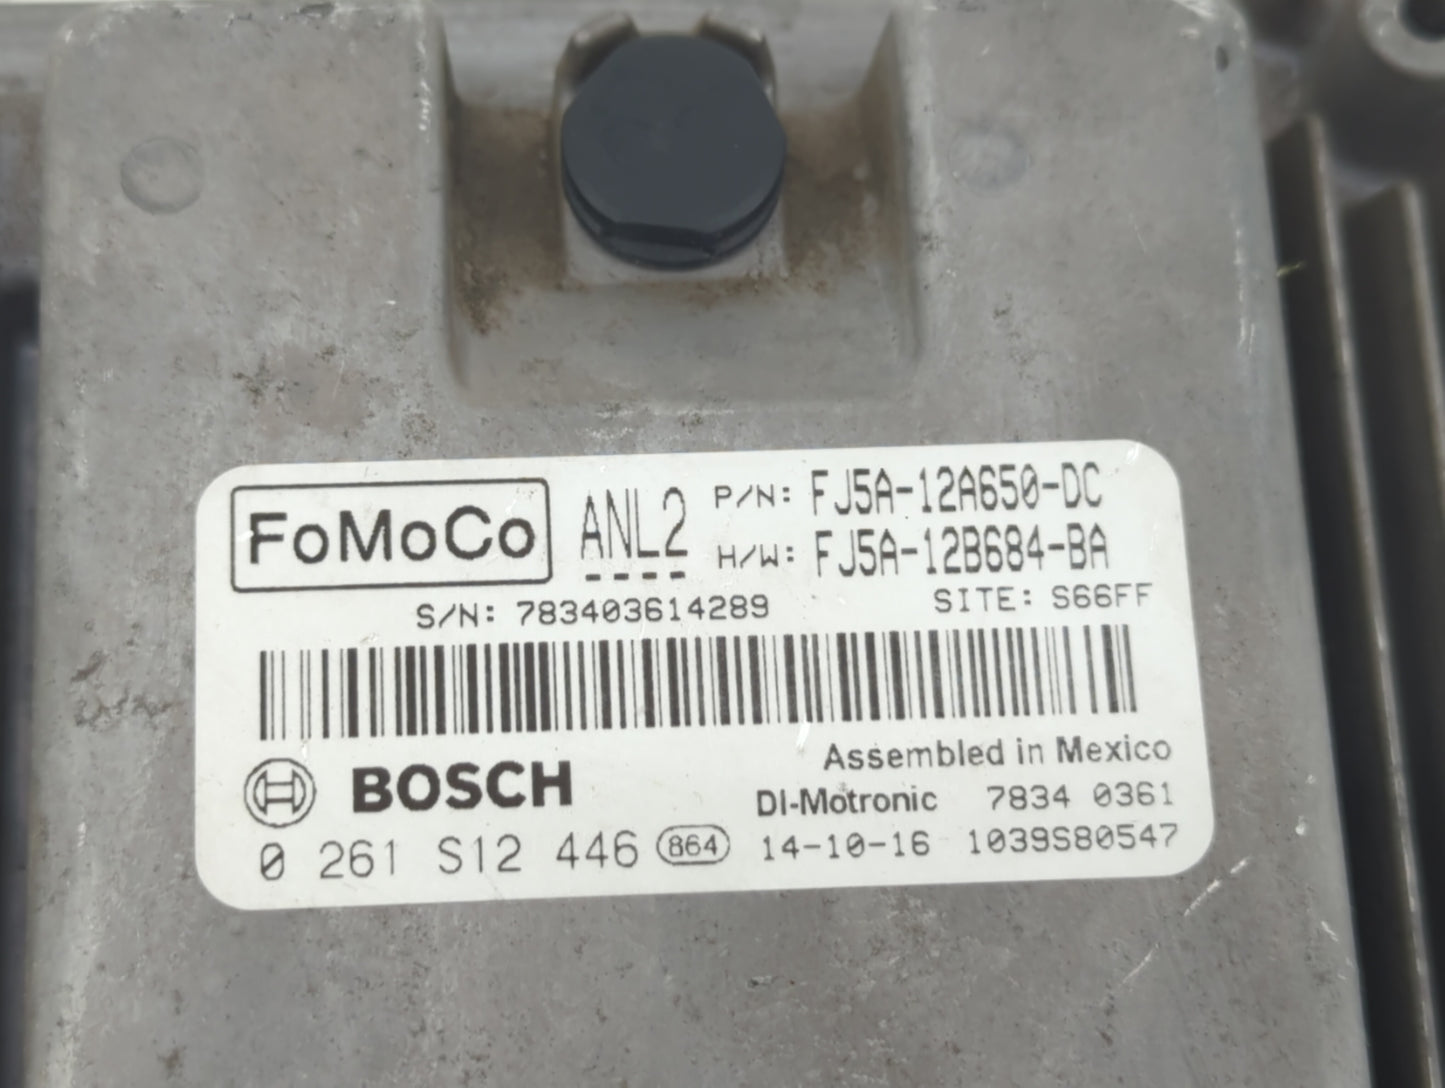 FoMoCo ANL2 P/N: FJ5A-12A650-DC
H/W: FJ5A-12B684-BA
S/N: 783403614289 SITE: S66FF
BOSCH Assembled in Mexico
DI-Motronic 7834 0361
0 261 S12 446 864 14-10-16 1039S80547